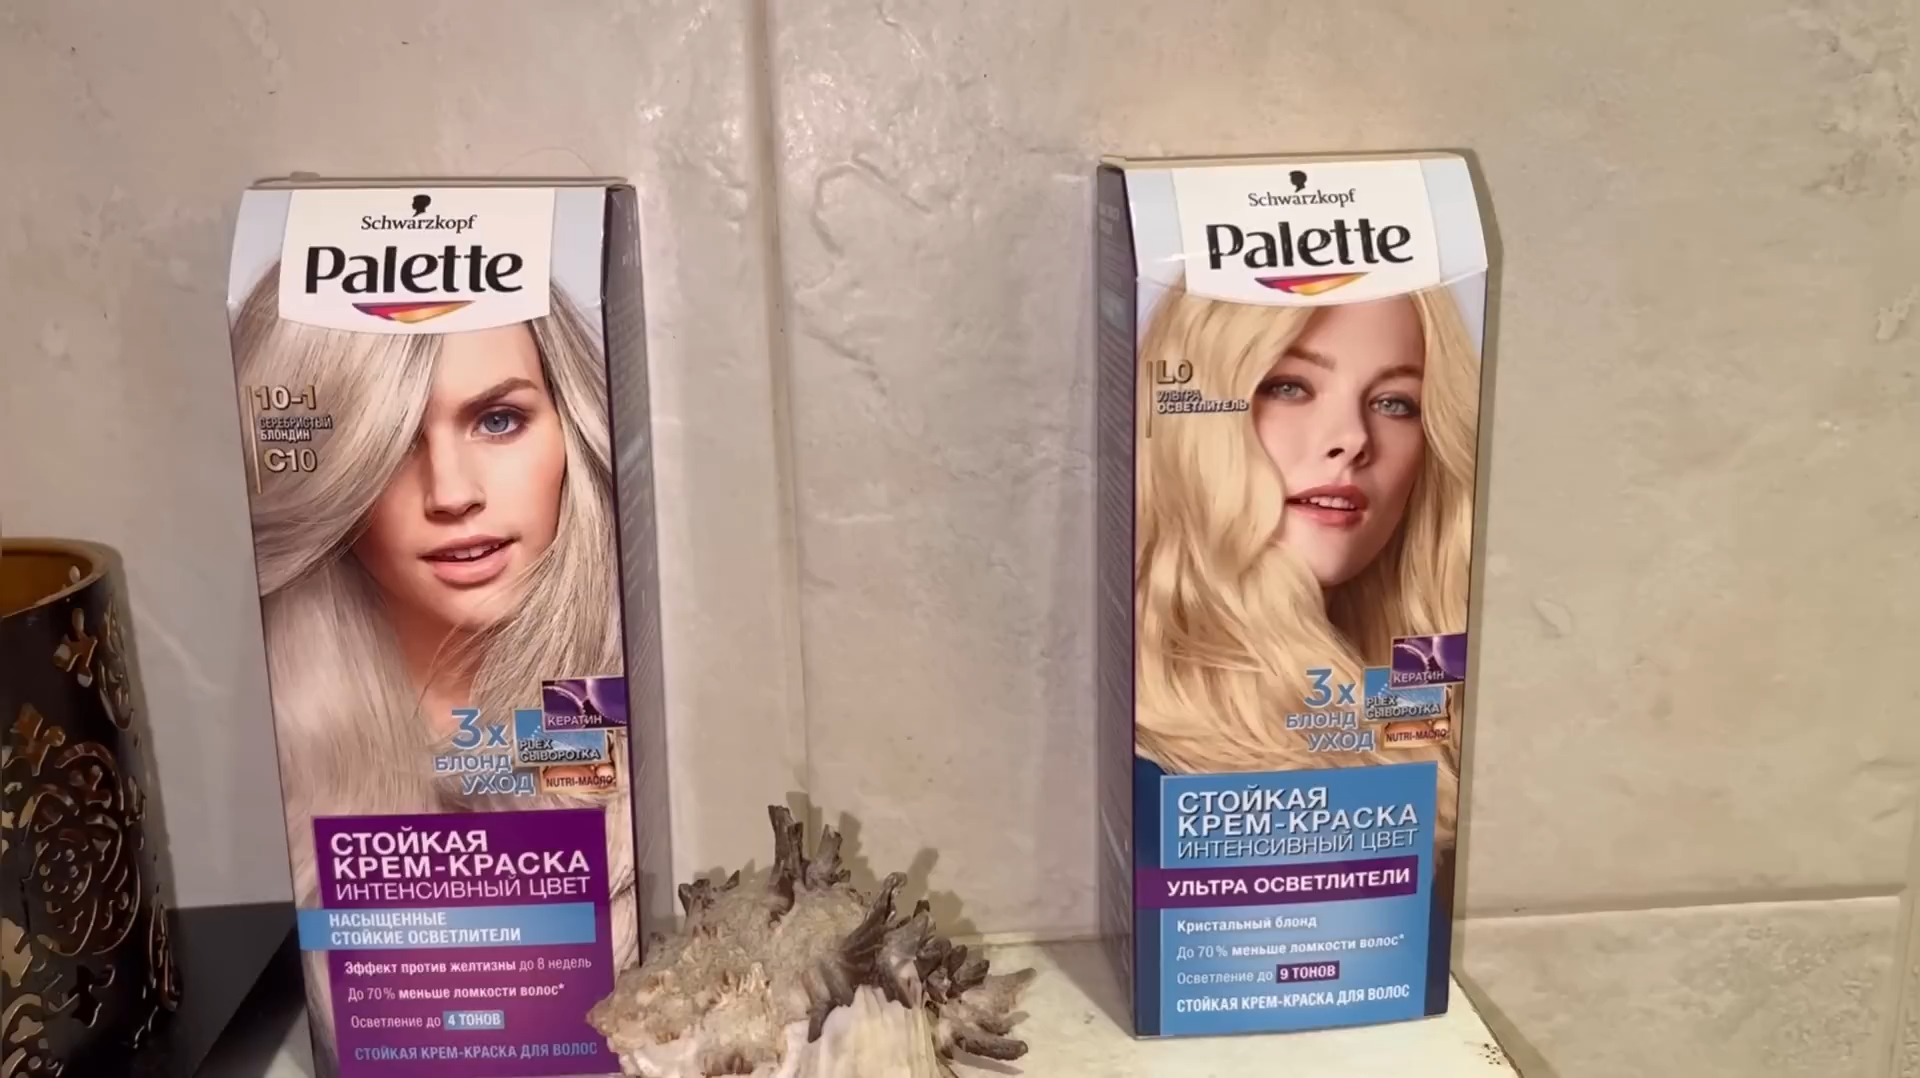 Schwarzkopf
Palette
10-1
СЕРЕБРИСТЫЙ
БЛОНДИН
C10
3x
БЛОНД
УХОД
КЕРАТИН
PLEX
СЫВОРОТКА
NUTRI-МАСЛО
СТОЙКАЯ
КРЕМ-КРАСКА
ИНТЕНСИВНЫЙ ЦВЕТ
НАСЫЩЕННЫЕ
СТОЙКИЕ ОСВЕТЛИТЕЛИ
Эффект против желтизны до 8 недель
До 70% меньше ломкости волос*
Осветление до 4 ТОНОВ
СТОЙКАЯ КРЕМ-КРАСКА ДЛЯ ВОЛОС
Schwarzkopf
Palette
L0
УЛЬТРА
ОСВЕТЛИТЕЛЬ
3x
БЛОНД
УХОД
КЕРАТИН
PLEX
СЫВОРОТКА
NUTRI-МАСЛО
СТОЙКАЯ
КРЕМ-КРАСКА
ИНТЕНСИВНЫЙ ЦВЕТ
УЛЬТРА ОСВЕТЛИТЕЛИ
Кристальный блонд
До 70% меньше ломкости волос*
Осветление до 9 ТОНОВ
СТОЙКАЯ КРЕМ-КРАСКА ДЛЯ ВОЛОС